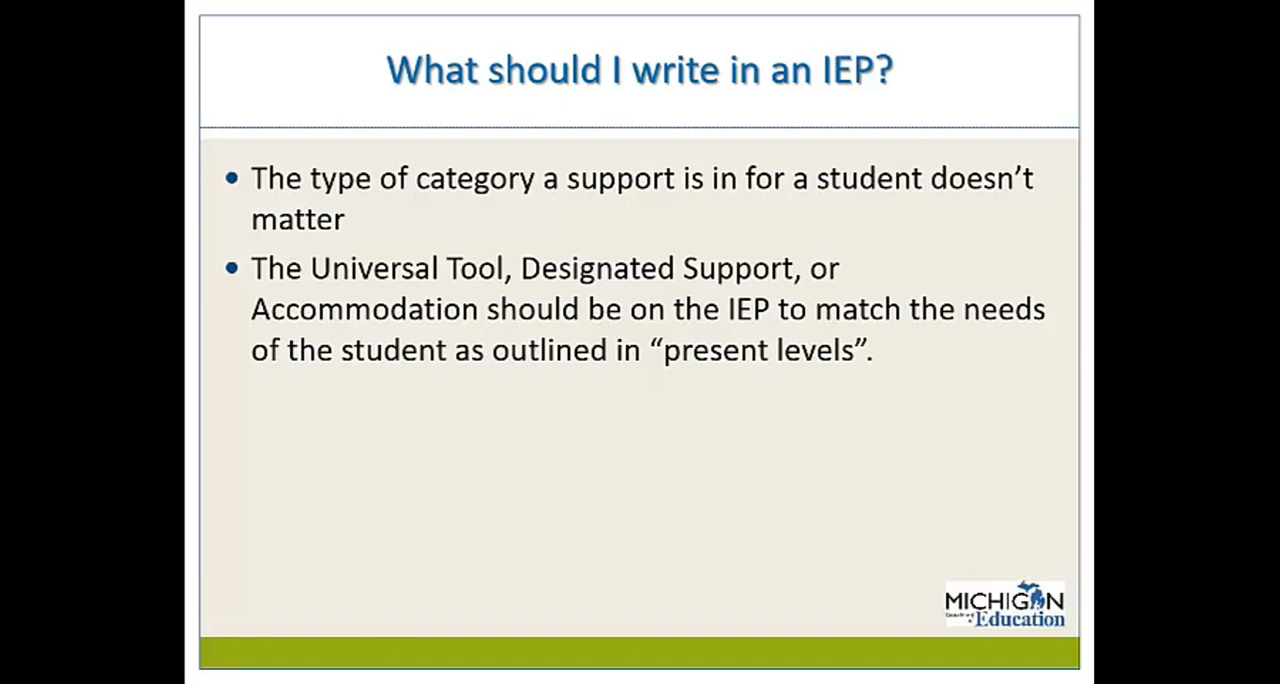 What should I write in an IEP?
• The type of category a support is in for a student doesn’t
matter
• The Universal Tool, Designated Support, or
Accommodation should be on the IEP to match the needs
of the student as outlined in “present levels”.
MICHIGAN
Education